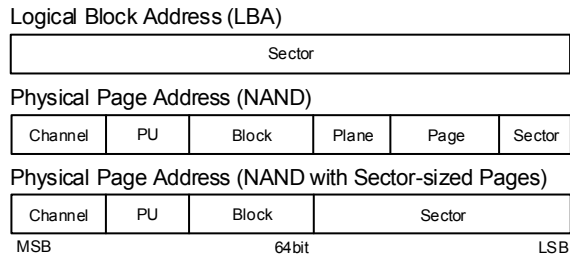 Logical Block Address (LBA)
Sector
Physical Page Address (NAND)
Channel PU Block Plane Page Sector
Physical Page Address (NAND with Sector-sized Pages)
Channel PU Block Sector
MSB 64bit LSB